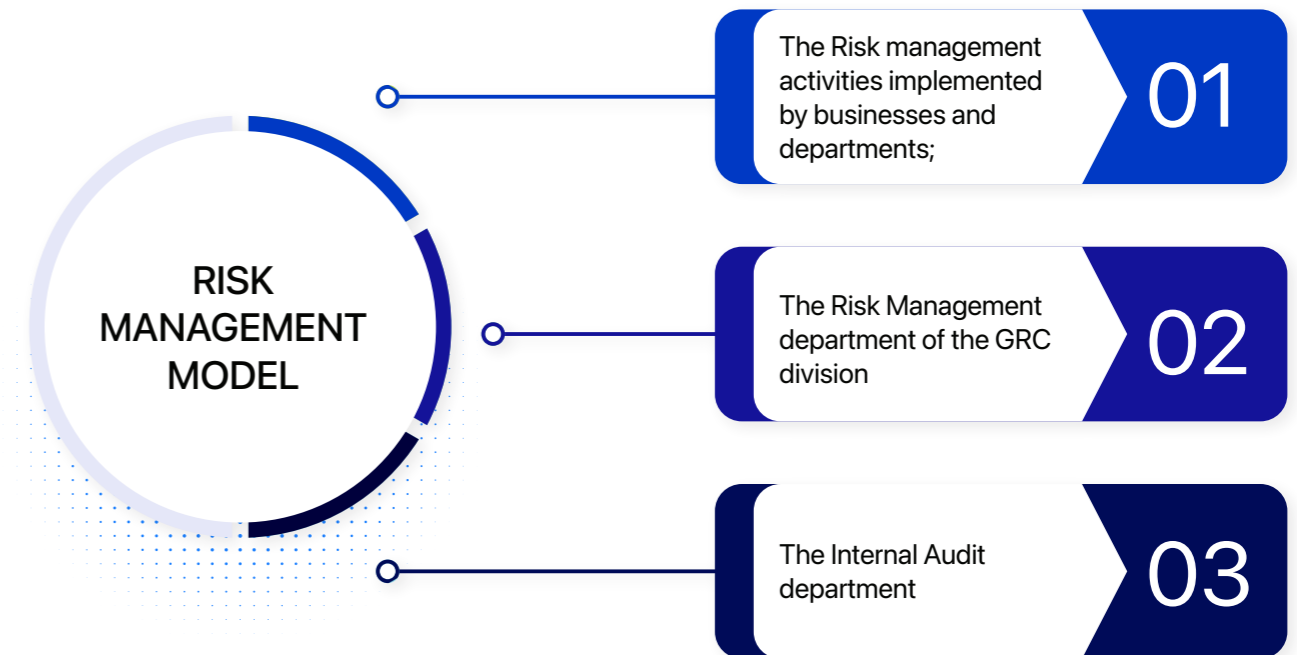 RISK
MANAGEMENT
MODEL
The Risk management
activities implemented
by businesses and
departments;
01
The Risk Management
department of the GRC
division
02
The Internal Audit
department
03